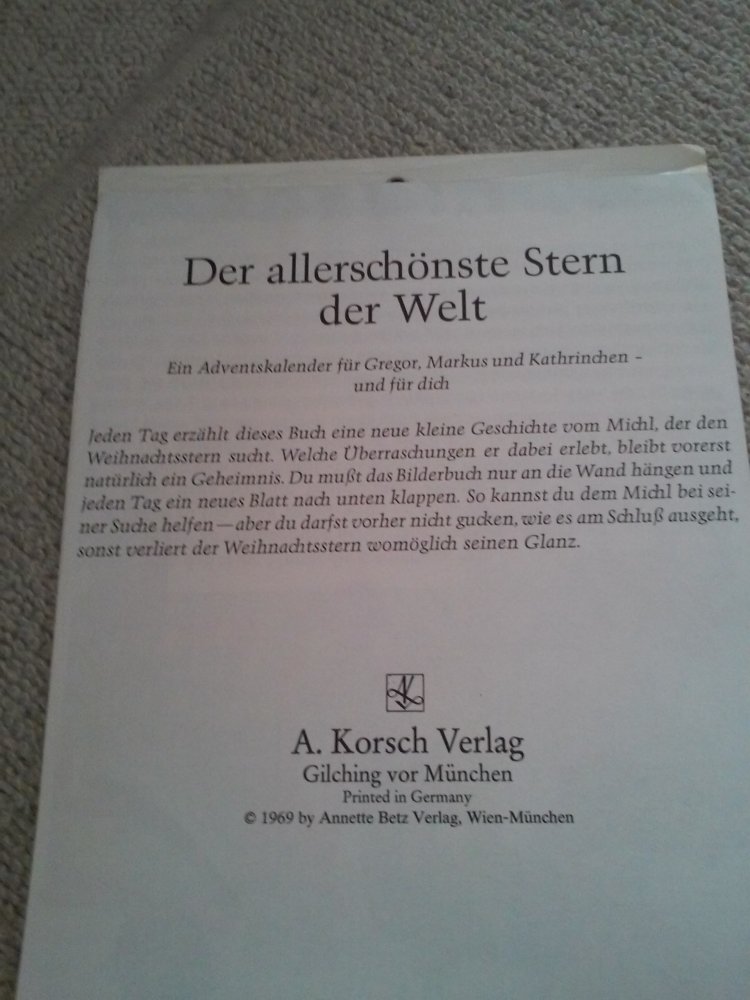 Der allerschönste Stern
der Welt
Ein Adventskalender für Gregor, Markus und Kathrinchen –
und für dich
Jeden Tag erzählt dieses Buch eine neue kleine Geschichte vom Michl, der den
Weihnachtsstern sucht. Welche Überraschungen er dabei erlebt, bleibt vorerst
natürlich ein Geheimnis. Du mußt das Bilderbuch nur an die Wand hängen und
jeden Tag ein neues Blatt nach unten klappen. So kannst du dem Michl bei sei-
ner Suche helfen — aber du darfst vorher nicht gucken, wie es am Schluß ausgeht,
sonst verliert der Weihnachtsstern womöglich seinen Glanz.
A. Korsch Verlag
Gilching vor München
Printed in Germany
© 1969 by Annette Betz Verlag, Wien-München